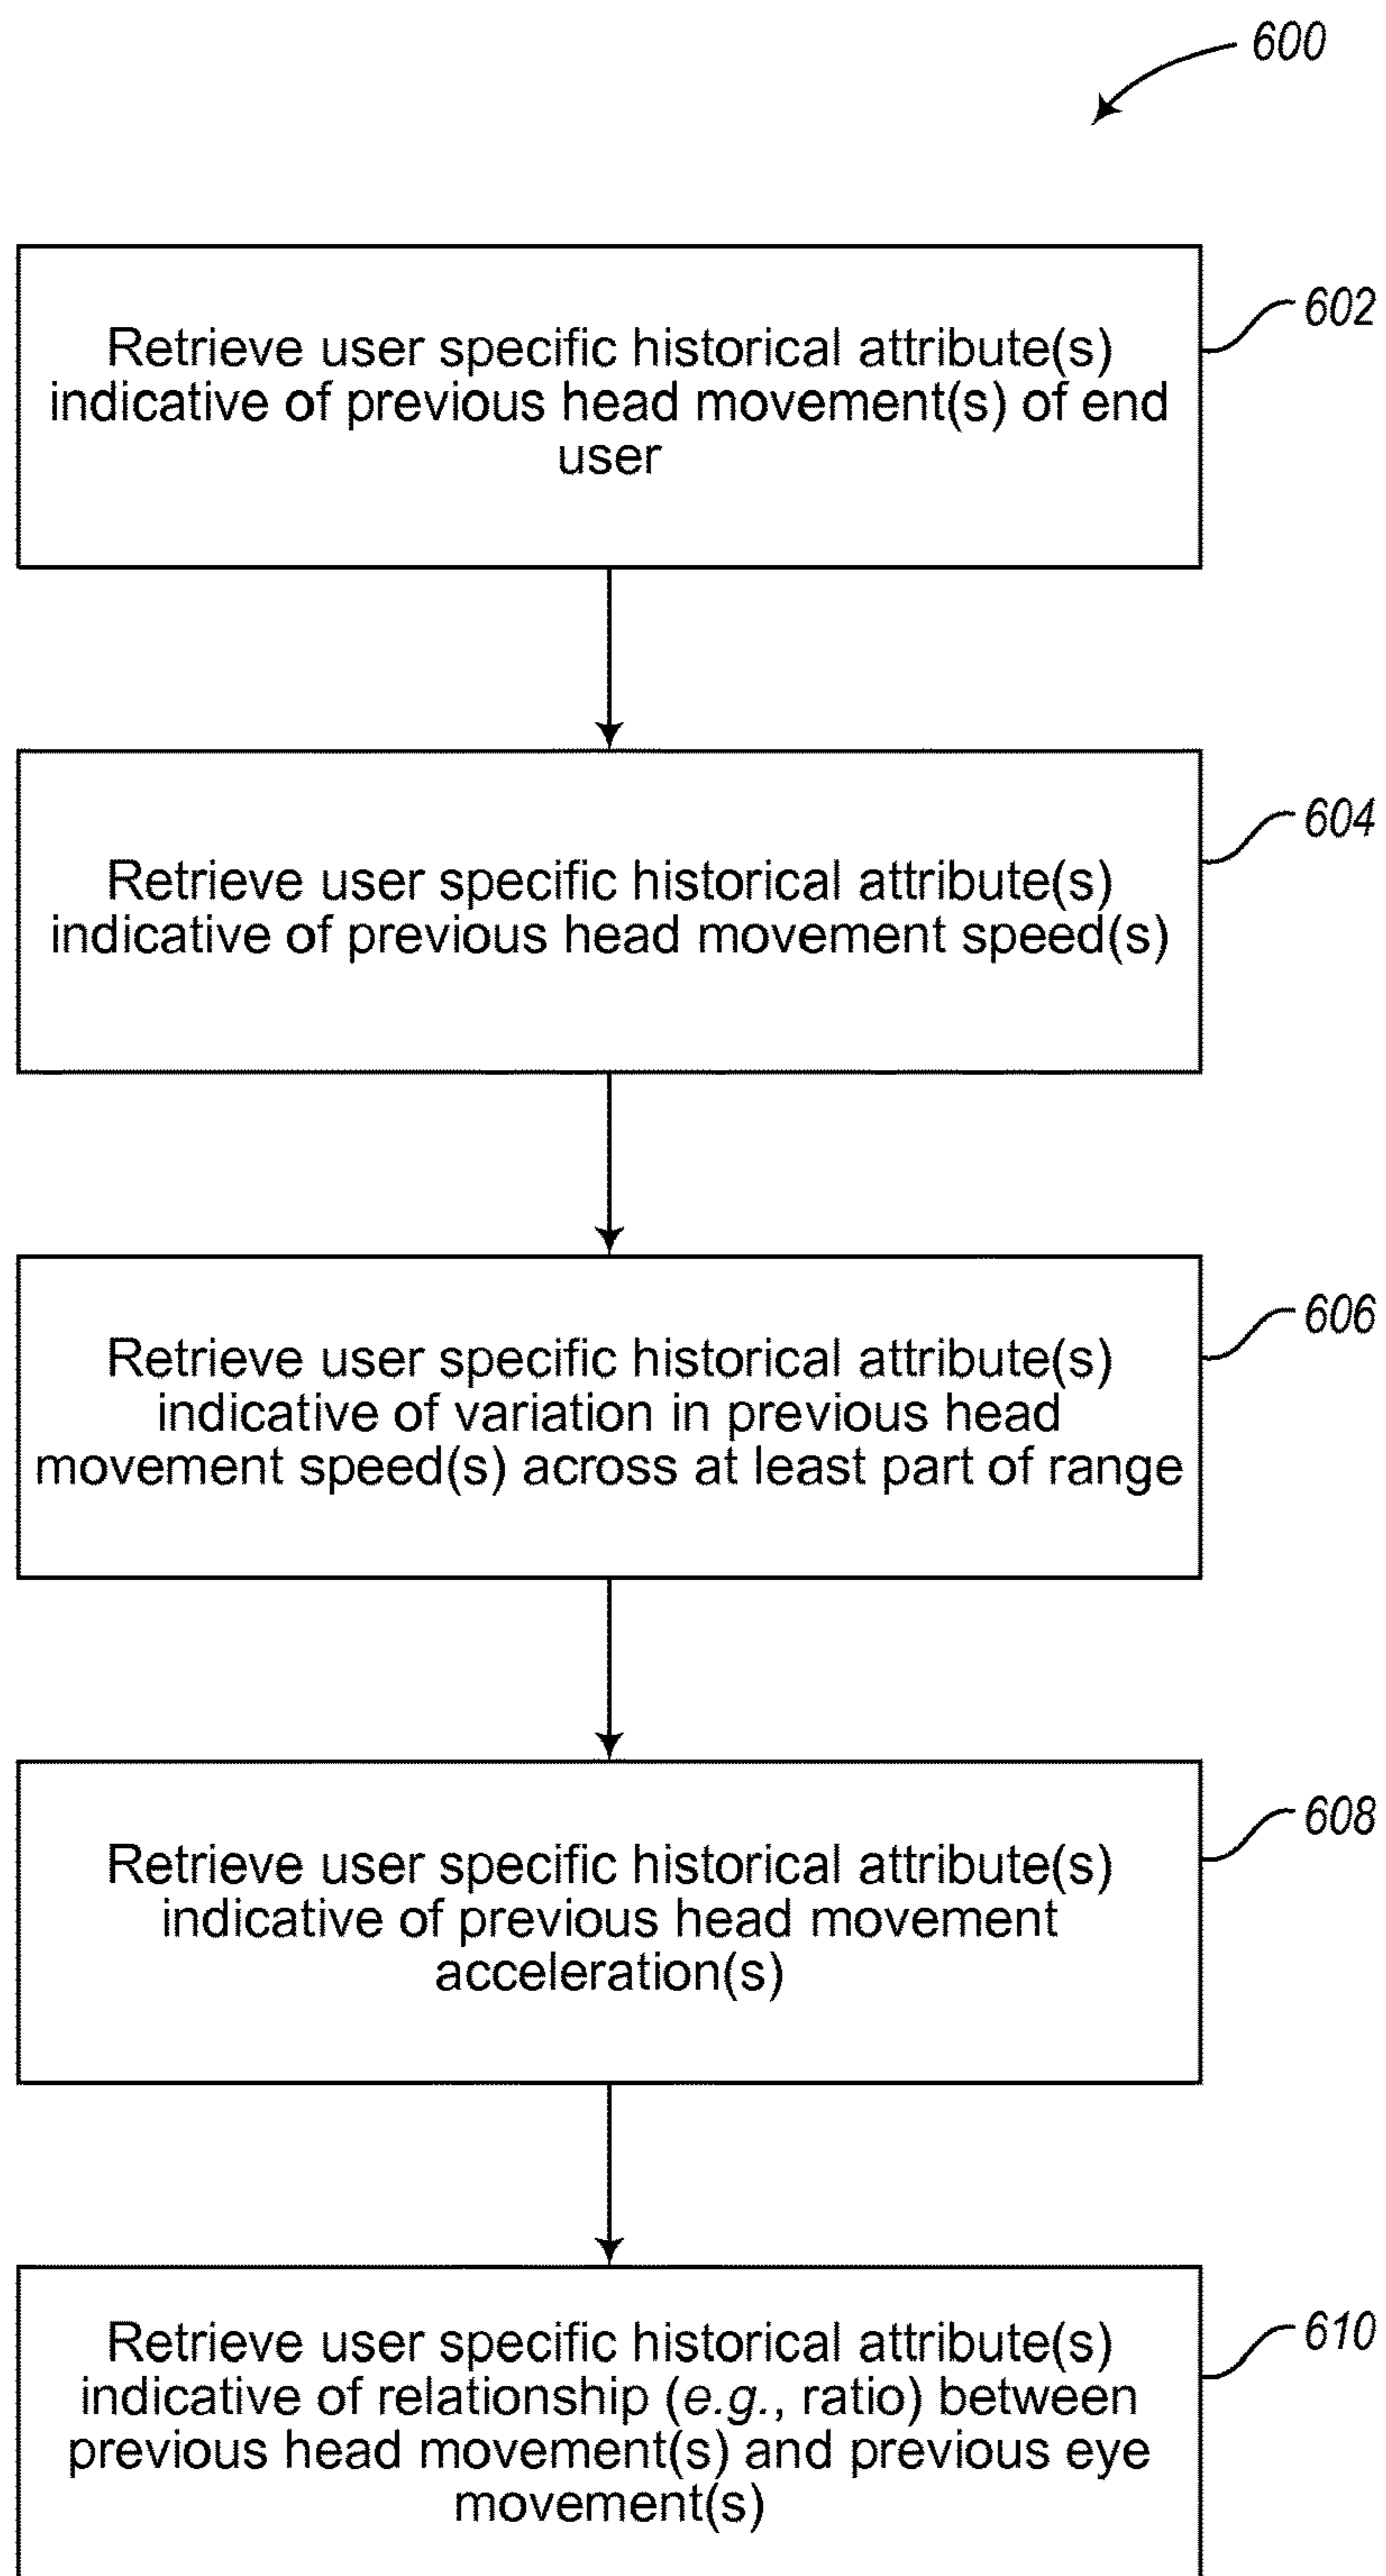 600
Retrieve user specific historical attribute(s)
indicative of previous head movement(s) of end
user
602
Retrieve user specific historical attribute(s)
indicative of previous head movement speed(s)
604
Retrieve user specific historical attribute(s)
indicative of variation in previous head
movement speed(s) across at least part of range
606
Retrieve user specific historical attribute(s)
indicative of previous head movement
acceleration(s)
608
Retrieve user specific historical attribute(s)
indicative of relationship (e.g., ratio) between
previous head movement(s) and previous eye
movement(s)
610